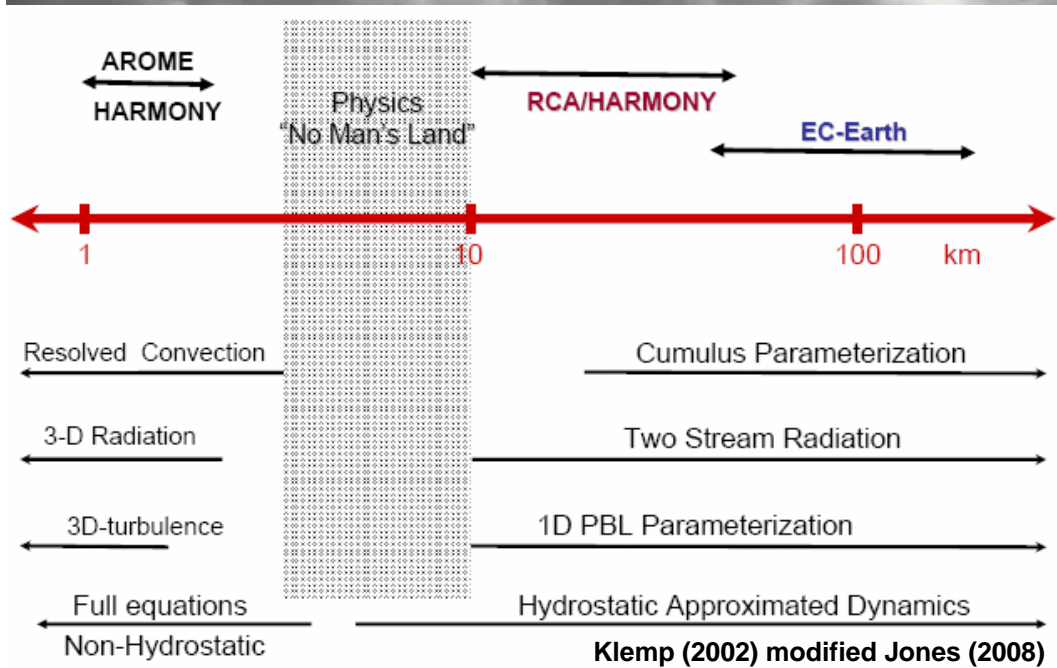 AROME
HARMONY
Physics
"No Man's Land"
RCA/HARMONY
EC-Earth
1
10
100
km
Resolved Convection
Cumulus Parameterization
3-D Radiation
Two Stream Radiation
3D-turbulence
1D PBL Parameterization
Full equations
Non-Hydrostatic
Hydrostatic Approximated Dynamics
Klemp (2002) modified Jones (2008)